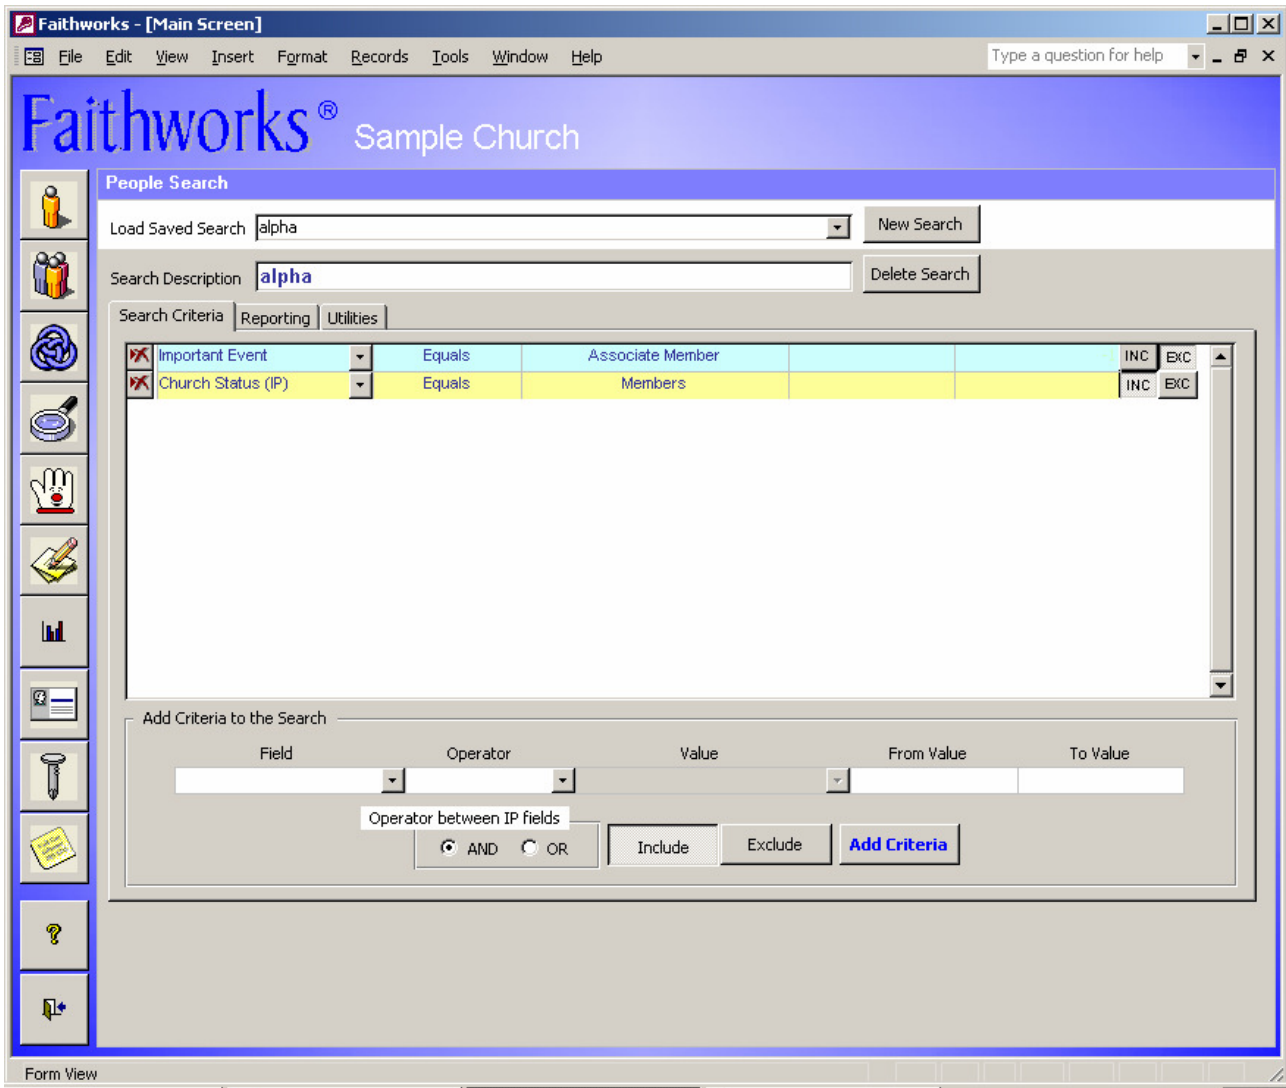 Faithworks - [Main Screen]
File Edit View Insert Format Records Tools Window Help Type a question for help
Faithworks® Sample Church
People Search
Load Saved Search alpha New Search
Search Description alpha Delete Search
Search Criteria Reporting Utilities
Important Event Equals Associate Member INC EXC
Church Status (IP) Equals Members INC EXC
Add Criteria to the Search
Field Operator Value From Value To Value
Operator between IP fields
AND OR Include Exclude Add Criteria
Form View